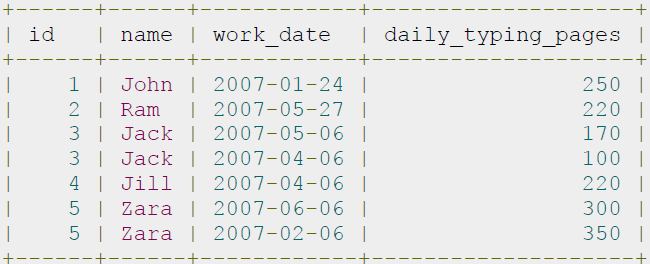 +------+------+------------+--------------------+
| id   | name | work_date  | daily_typing_pages |
+------+------+------------+--------------------+
|    1 | John | 2007-01-24 |                250 |
|    2 | Ram  | 2007-05-27 |                220 |
|    3 | Jack | 2007-05-06 |                170 |
|    3 | Jack | 2007-04-06 |                100 |
|    4 | Jill | 2007-04-06 |                220 |
|    5 | Zara | 2007-06-06 |                300 |
|    5 | Zara | 2007-02-06 |                350 |
+------+------+------------+--------------------+